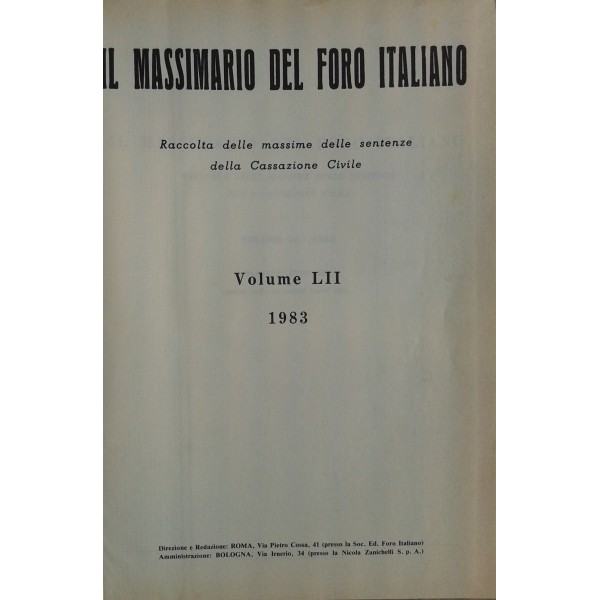 IL MASSIMARIO DEL FORO ITALIANO
Raccolta delle massime delle sentenze
della Cassazione Civile
Volume LII
1983
Direzione e Redazione: ROMA, Via Pietro Cossa, 41 (presso la Soc. Ed. Foro Italiano)
Amministrazione: BOLOGNA, Via Irnerio, 34 (presso la Nicola Zanichelli S. p. A.)